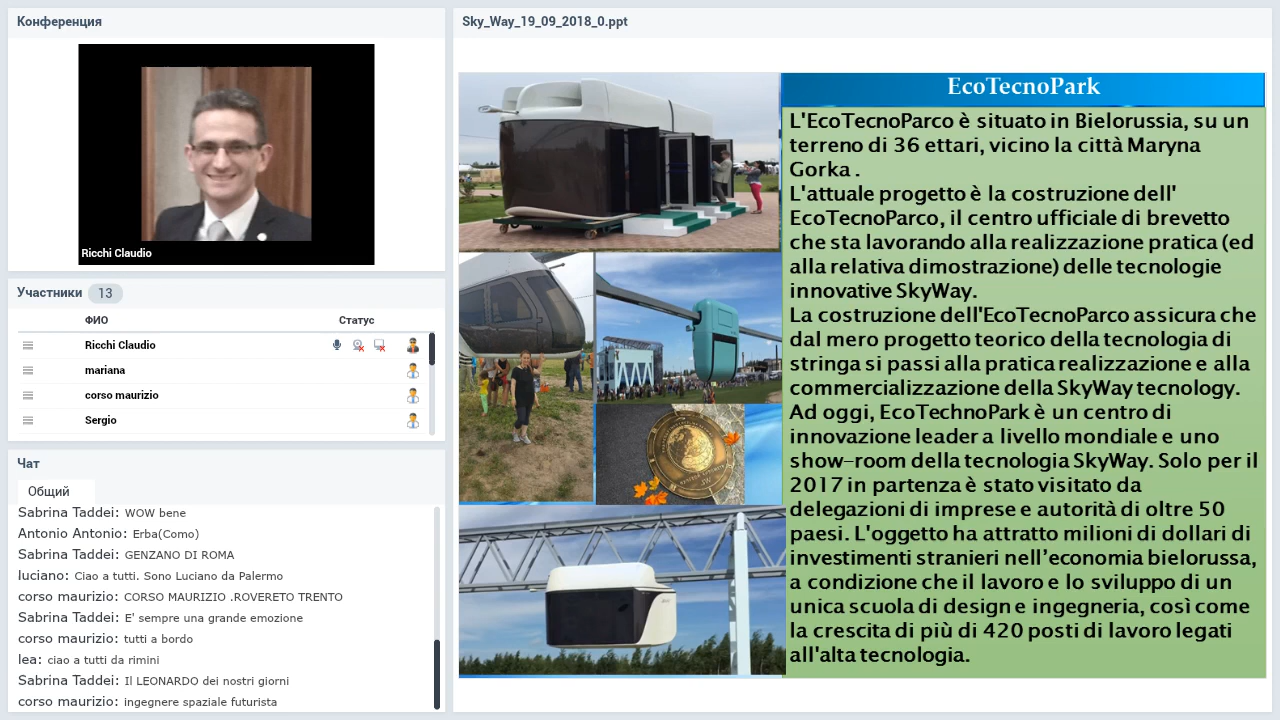 Конференция
Ricchi Claudio
Участники 13
ФИО Статус
Ricchi Claudio
mariana
corso maurizio
Sergio
Чат
Общий
Sabrina Taddei: WOW bene
Antonio Antonio: Erba(Como)
Sabrina Taddei: GENZANO DI ROMA
luciano: Ciao a tutti. Sono Luciano da Palermo
corso maurizio: CORSO MAURIZIO .ROVERETO TRENTO
Sabrina Taddei: E' sempre una grande emozione
corso maurizio: tutti a bordo
lea: ciao a tutti da rimini
Sabrina Taddei: Il LEONARDO dei nostri giorni
corso maurizio: ingegnere spaziale futurista
Sky_Way_19_09_2018_0.ppt
EcoTecnoPark
L'EcoTecnoParco è situato in Bielorussia, su un
terreno di 36 ettari, vicino la città Maryna
Gorka .
L'attuale progetto è la costruzione dell'
EcoTecnoParco, il centro ufficiale di brevetto
che sta lavorando alla realizzazione pratica (ed
alla relativa dimostrazione) delle tecnologie
innovative SkyWay.
La costruzione dell'EcoTecnoParco assicura che
dal mero progetto teorico della tecnologia di
stringa si passi alla pratica realizzazione e alla
commercializzazione della SkyWay tecnology.
Ad oggi, EcoTechnoPark è un centro di
innovazione leader a livello mondiale e uno
show-room della tecnologia SkyWay. Solo per il
2017 in partenza è stato visitato da
delegazioni di imprese e autorità di oltre 50
paesi. L'oggetto ha attratto milioni di dollari di
investimenti stranieri nell’economia bielorussa,
a condizione che il lavoro e lo sviluppo di un
unica scuola di design e ingegneria, così come
la crescita di più di 420 posti di lavoro legati
all'alta tecnologia.